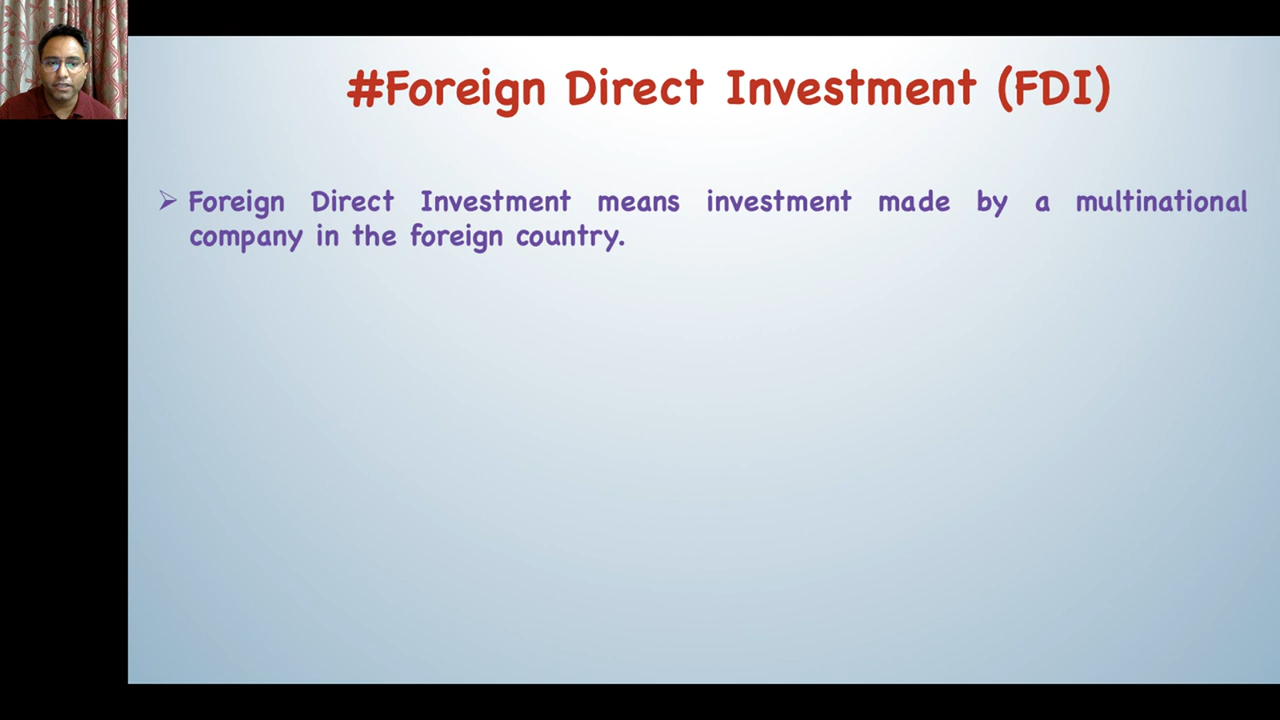 #Foreign Direct Investment (FDI)
➢ Foreign Direct Investment means investment made by a multinational
company in the foreign country.